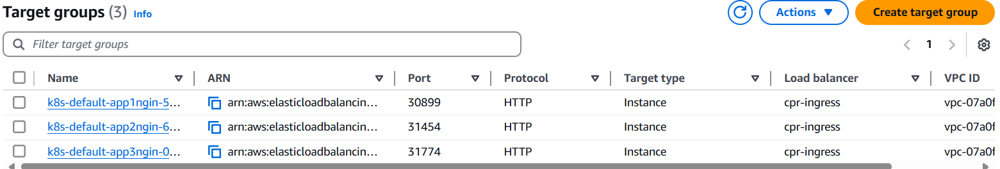 Target groups (3) Info Actions Create target group
Filter target groups 1
Name ARN Port Protocol Target type Load balancer VPC ID
k8s-default-app1ngin-5... arn:aws:elasticloadbalancin... 30899 HTTP Instance cpr-ingress vpc-07a0f
k8s-default-app2ngin-6... arn:aws:elasticloadbalancin... 31454 HTTP Instance cpr-ingress vpc-07a0f
k8s-default-app3ngin-0... arn:aws:elasticloadbalancin... 31774 HTTP Instance cpr-ingress vpc-07a0f